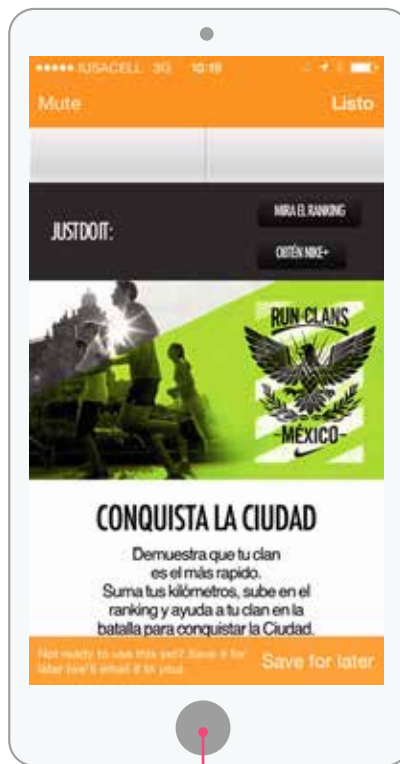 IUSACELL 3G 10:19
Mute Listo
JUSTDOIT:
MIRA EL RANKING
OBTÉN NIKE+
RUN CLANS
-MÉXICO-
CONQUISTA LA CIUDAD
Demuestra que tu clan
es el más rapido.
Suma tus kilómetros, sube en el
ranking y ayuda a tu clan en la
batalla para conquistar la Ciudad.
Not ready to use this yet? Save it for
later (we'll email it to you)
Save for later